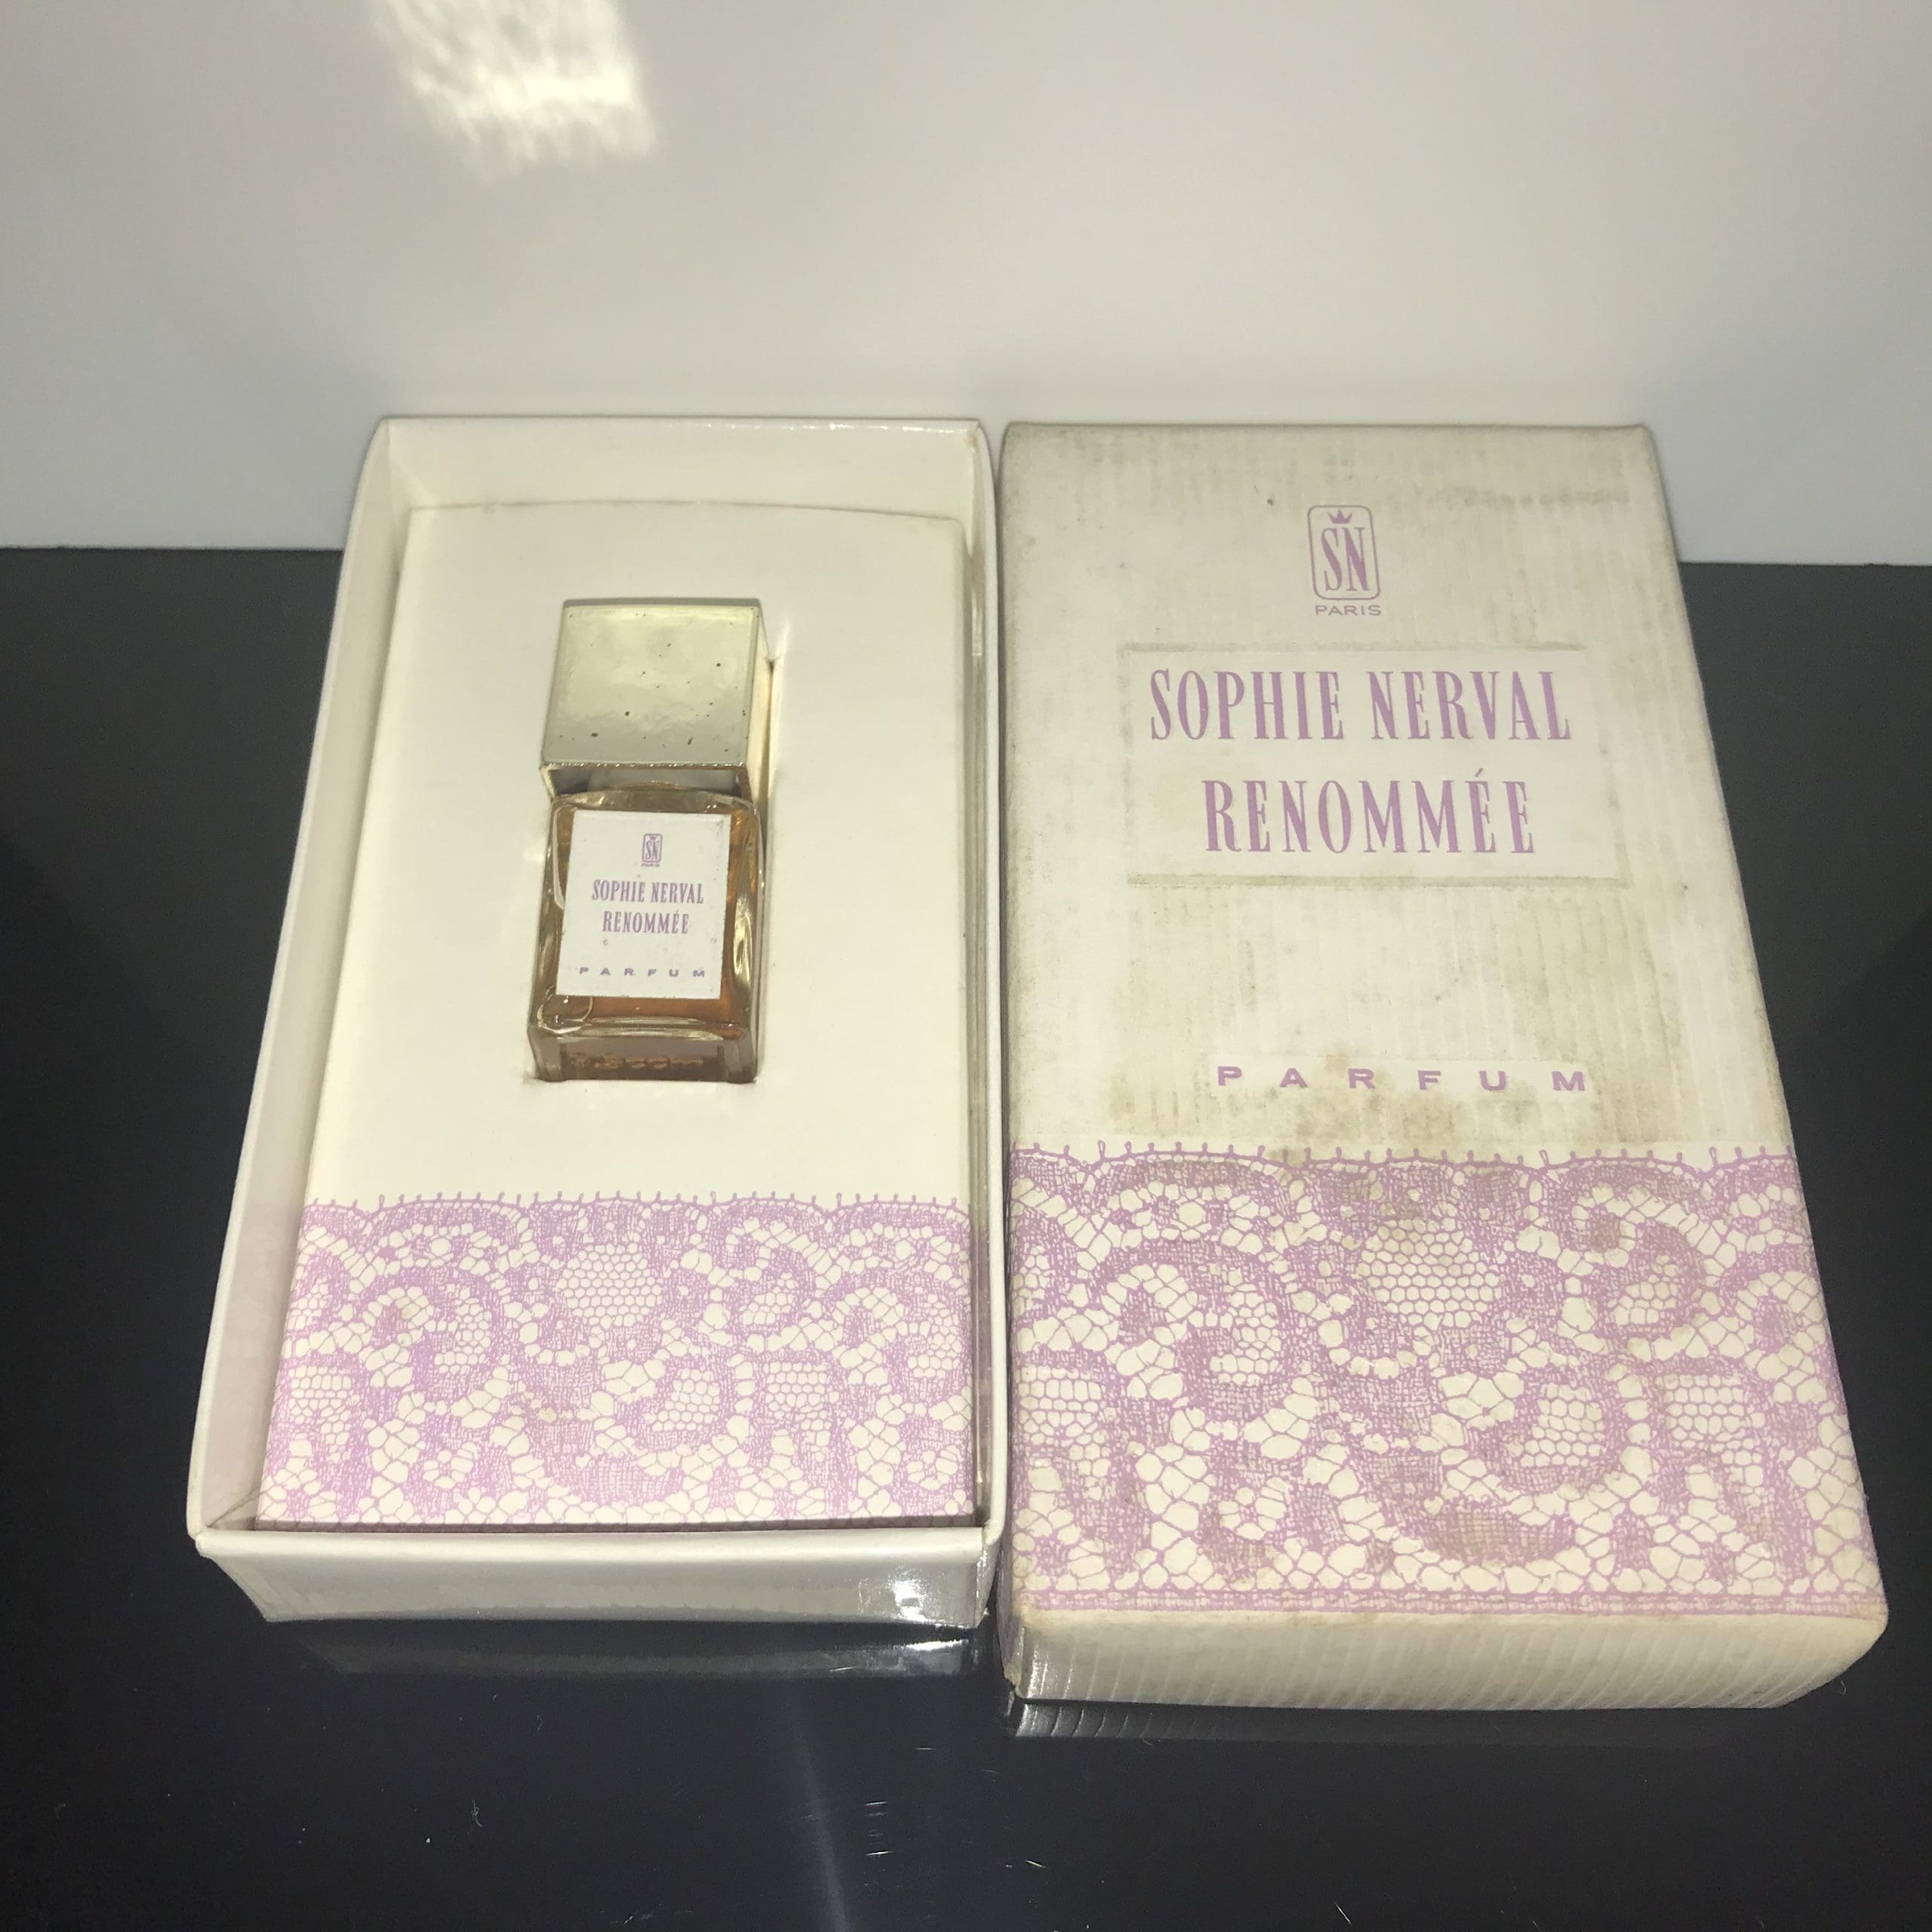 SN
PARIS
SOPHIE NERVAL
RENOMMÉE
PARFUM
SN
PARIS
SOPHIE NERVAL
RENOMMÉE
PARFUM